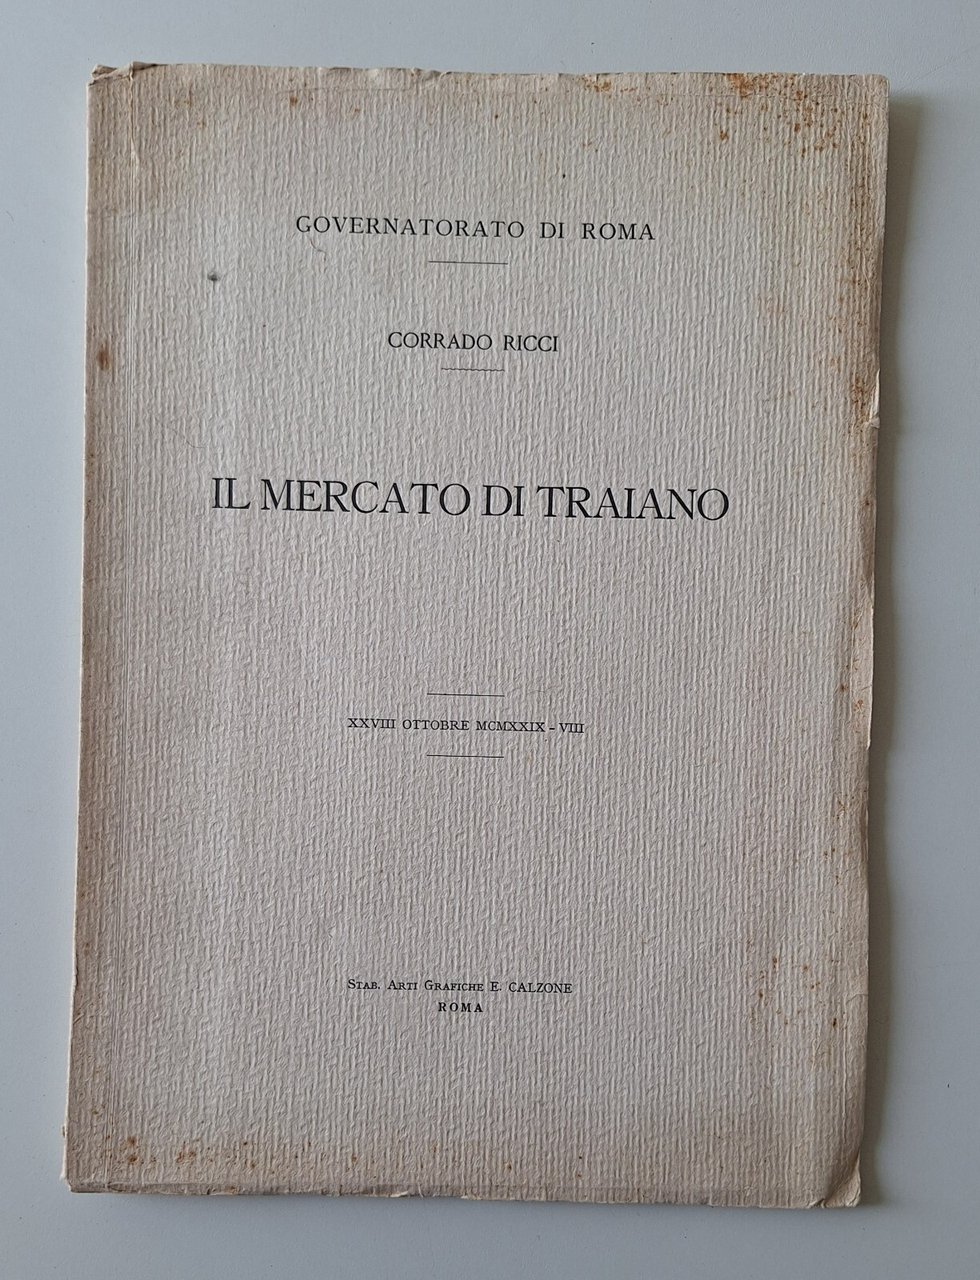 GOVERNATORATO DI ROMA
CORRADO RICCI
IL MERCATO DI TRAIANO
XXVIII OTTOBRE MCMXXIX - VIII
Stab. Arti Grafiche E. CALZONE
ROMA